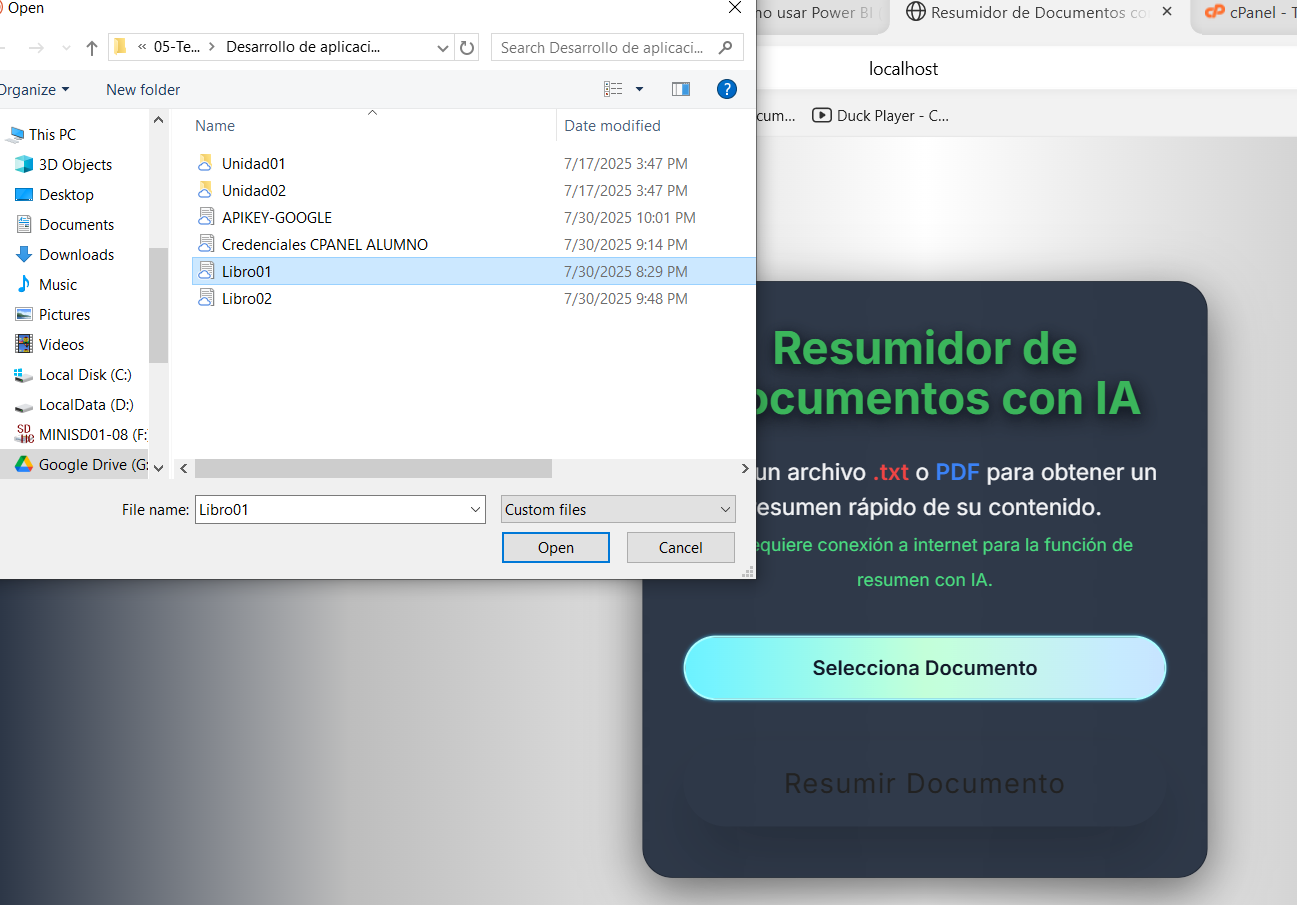 Open
no usar Power BI
Resumidor de Documentos co
cPanel - T
« 05-Te... > Desarrollo de aplicaci...
Search Desarrollo de aplicaci...
localhost
Organize
New folder
?
cum...
Duck Player - C...
Name
Date modified
This PC
3D Objects
Desktop
Documents
Downloads
Music
Pictures
Videos
Local Disk (C:)
LocalData (D:)
MINISD01-08 (F:
Google Drive (G:
Unidad01 7/17/2025 3:47 PM
Unidad02 7/17/2025 3:47 PM
APIKEY-GOOGLE 7/30/2025 10:01 PM
Credenciales CPANEL ALUMNO 7/30/2025 9:14 PM
Libro01 7/30/2025 8:29 PM
Libro02 7/30/2025 9:48 PM
File name: Libro01
Custom files
Open
Cancel
Resumidor de
ocumentos con IA
un archivo .txt o PDF para obtener un
esumen rápido de su contenido.
equiere conexión a internet para la función de
resumen con IA.
Selecciona Documento
Resumir Documento